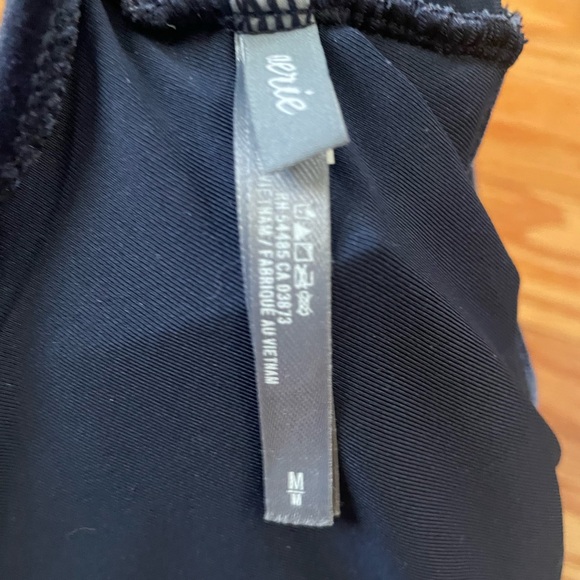 aerie
RN 54485 CA 03873
VIETNAM / FABRIQUÉ AU VIETNAM
M
M